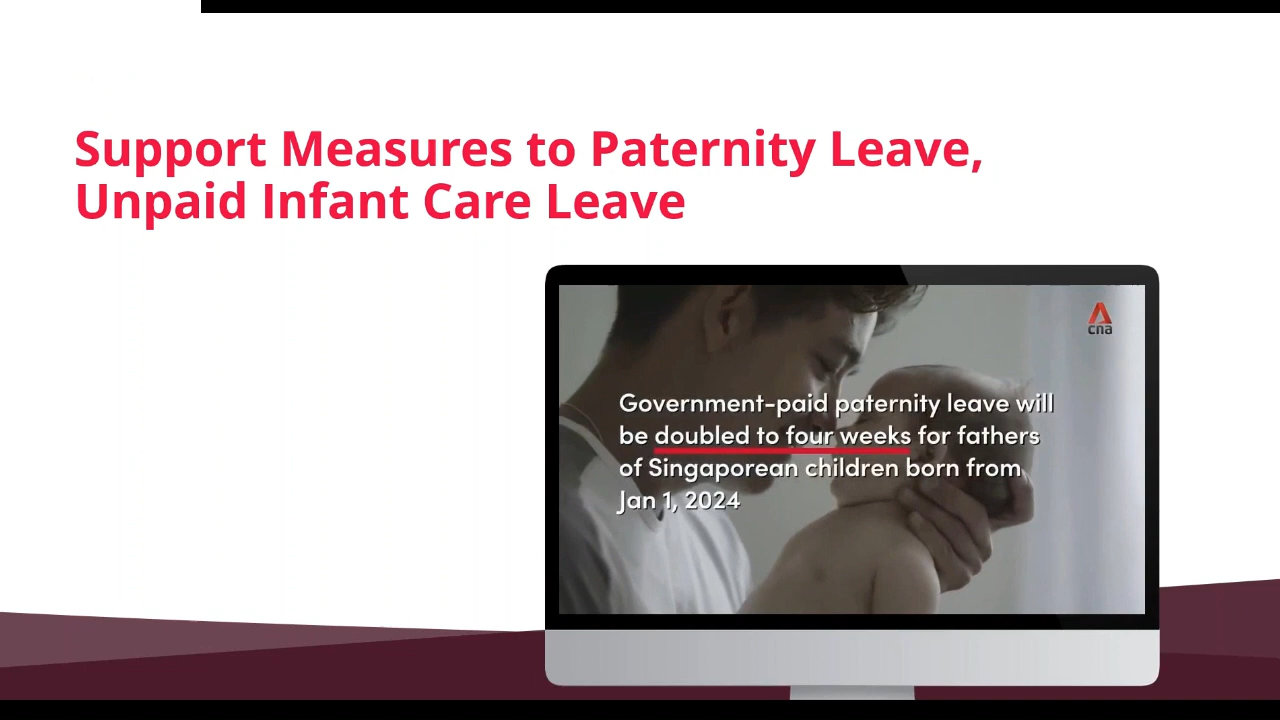 Support Measures to Paternity Leave,
Unpaid Infant Care Leave
cna
Government-paid paternity leave will
be doubled to four weeks for fathers
of Singaporean children born from
Jan 1, 2024